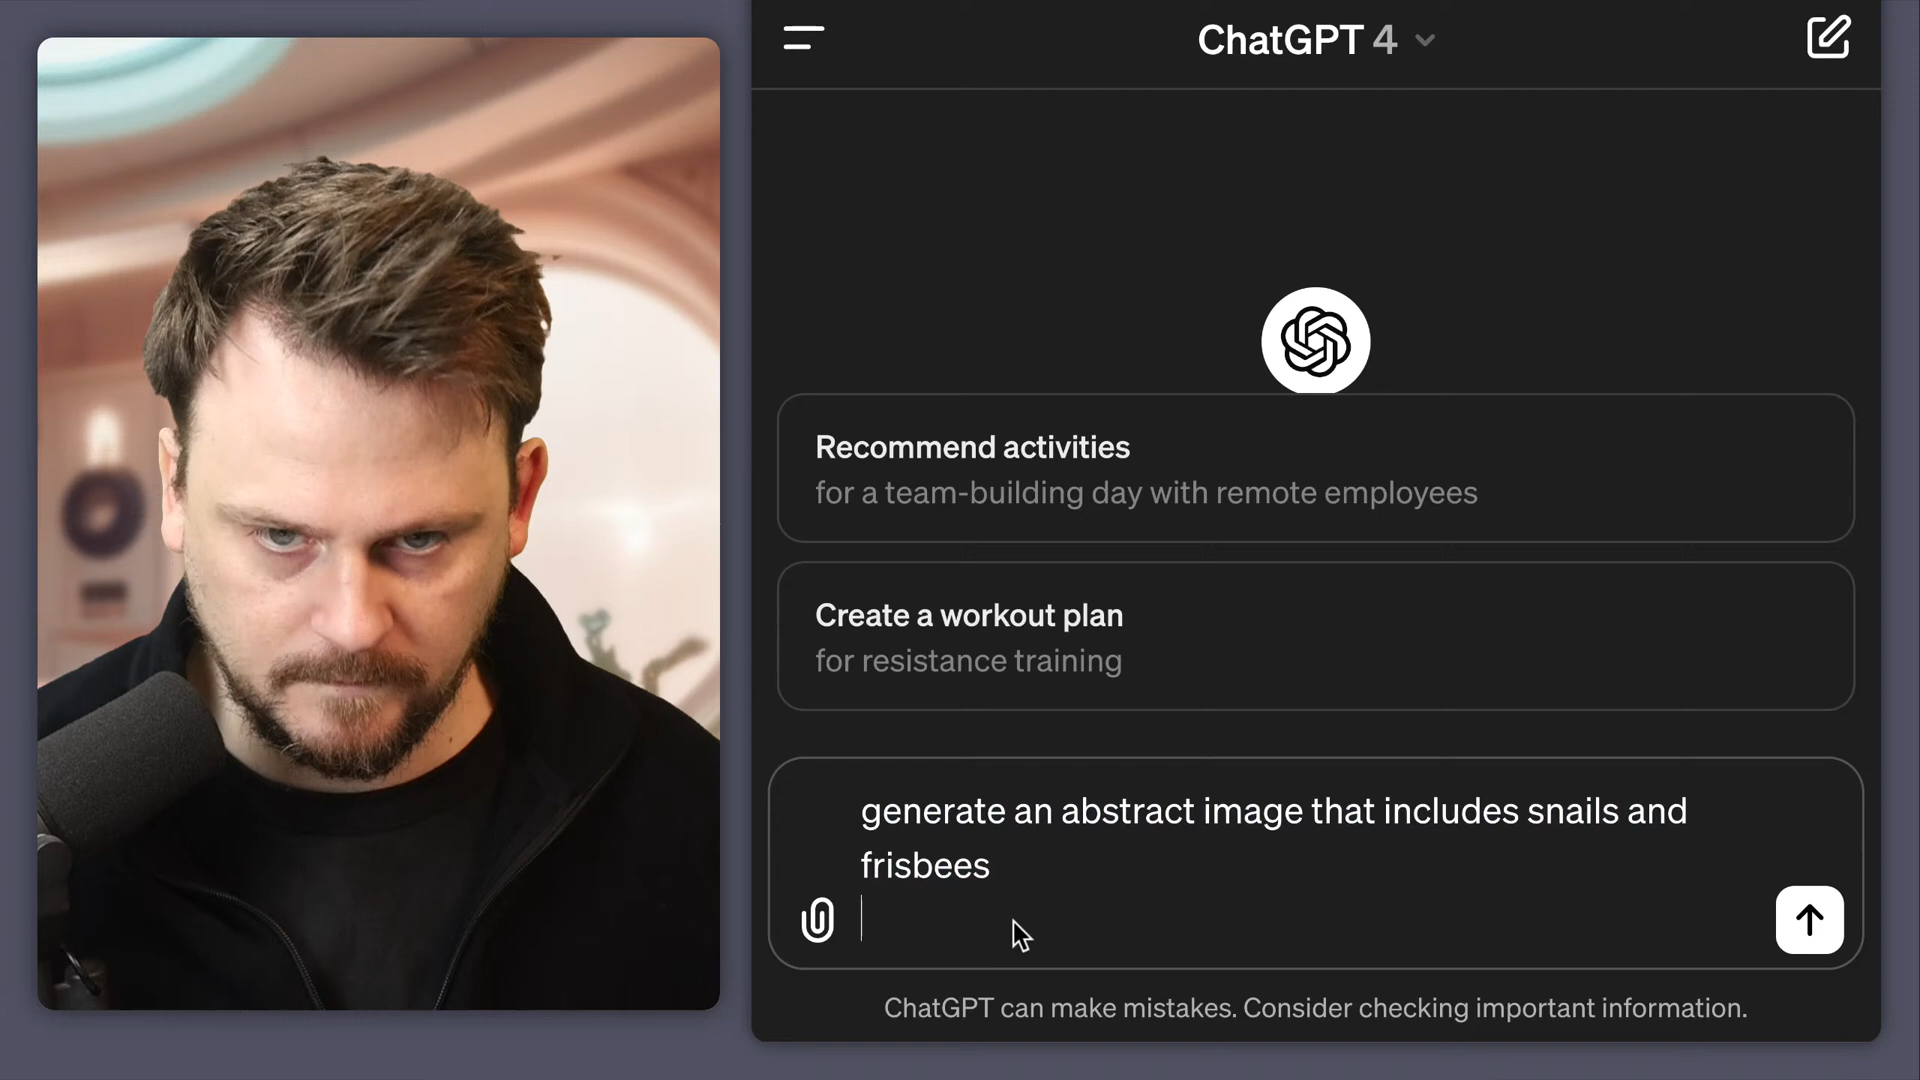 ChatGPT 4
Recommend activities
for a team-building day with remote employees
Create a workout plan
for resistance training
generate an abstract image that includes snails and
frisbees
ChatGPT can make mistakes. Consider checking important information.